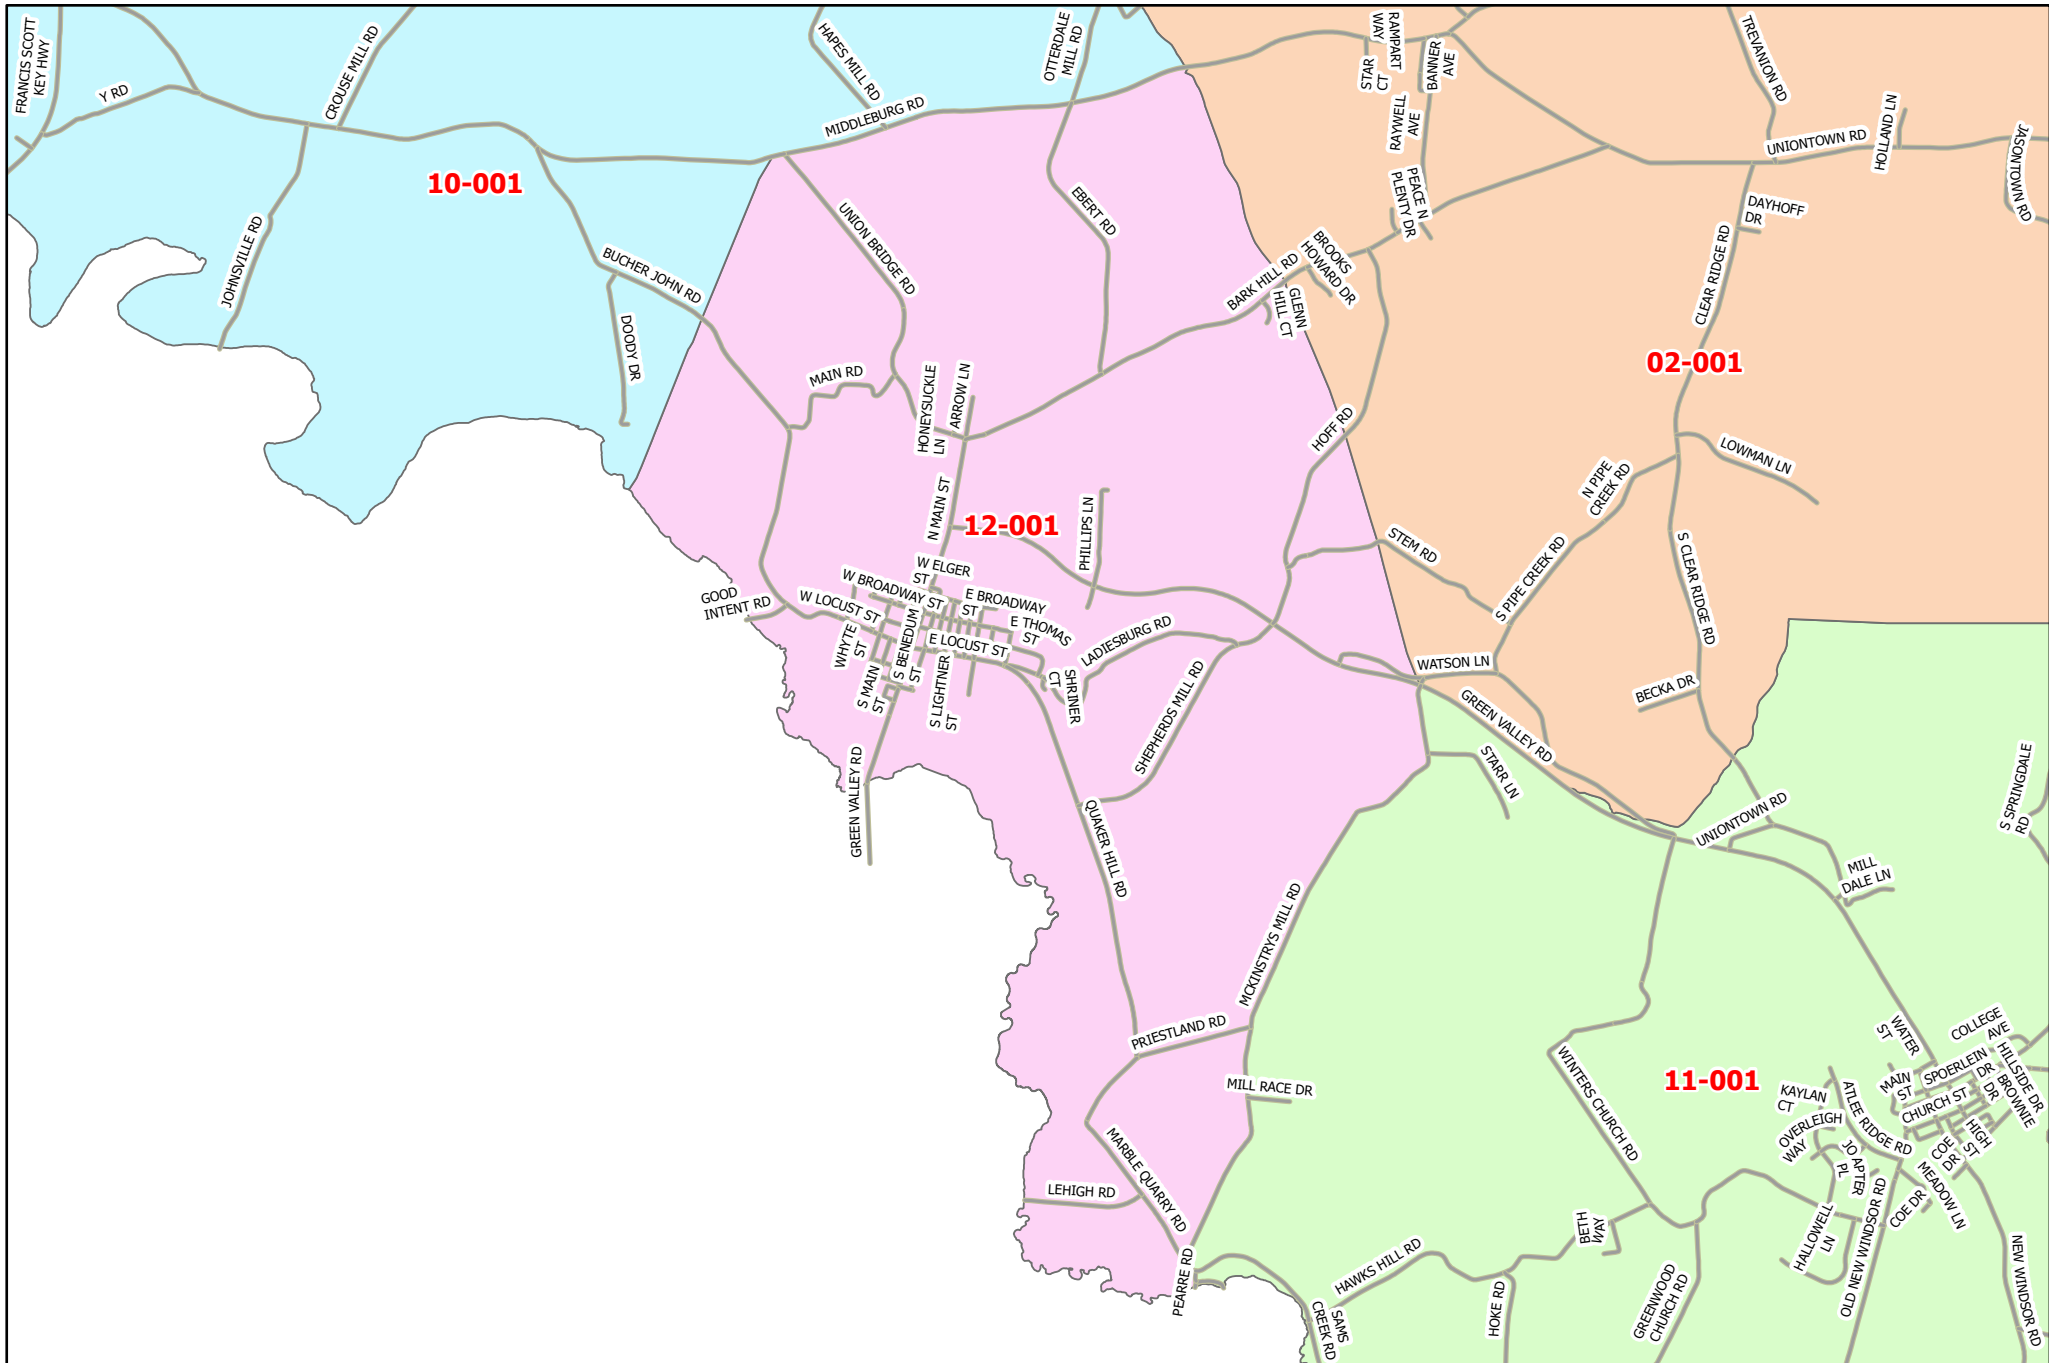 FRANCIS SCOTT
KEY HWY
Y RD
CROUSE MILL RD
HAPES MILL RD
OTTERDALE
MILL RD
MIDDLEBURG RD
RAMPART
WAY
STAR
CT
BANNER
AVE
RAYWELL
AVE
TREVANION RD
UNIONTOWN RD
HOLLAND LN
JASONTOWN RD
10-001
JOHNSVILLE RD
BUCHER JOHN RD
DOODY DR
UNION BRIDGE RD
EBERT RD
PEACE N
PLENTY DR
DAYHOFF
DR
CLEAR RIDGE RD
BROOKS
HOWARD DR
BARK HILL RD
GLENN
HILL CT
02-001
MAIN RD
HONEYSUCKLE
LN
ARROW LN
HOFF RD
LOWMAN LN
N PIPE
CREEK RD
N MAIN ST
12-001
PHILLIPS LN
STEM RD
S PIPE CREEK RD
S CLEAR RIDGE RD
W ELGER
ST
W BROADWAY ST
E BROADWAY
ST
GOOD
INTENT RD
W LOCUST ST
E THOMAS
ST
LADIESBURG RD
WHYTE
ST
S BENEDUM
ST
E LOCUST ST
S MAIN
ST
S LIGHTNER
ST
SHRINER
CT
SHEPHERDS MILL RD
WATSON LN
BECKA DR
GREEN VALLEY RD
STARR LN
GREEN VALLEY RD
QUAKER HILL RD
UNIONTOWN RD
S SPRINGDALE
RD
MILL
DALE LN
MCKINSTRYS MILL RD
PRIESTLAND RD
MILL RACE DR
WATER
ST
COLLEGE
AVE
HILLSIDE DR
SPOERLEIN
DR
BROWNIE
DR
MAIN
ST
CHURCH ST
11-001
WINTERS CHURCH RD
KAYLAN
CT
ATLEE RIDGE RD
OVERLEIGH
WAY
JO APTER
PL
HIGH
ST
COE
DR
MEADOW LN
COE DR
MARBLE QUARRY RD
LEHIGH RD
BETH
WAY
HALLOWELL
LN
OLD NEW WINDSOR RD
NEW WINDSOR RD
PEARRE RD
HAWKS HILL RD
HOKE RD
GREENWOOD
CHURCH RD
SAMS
CREEK RD